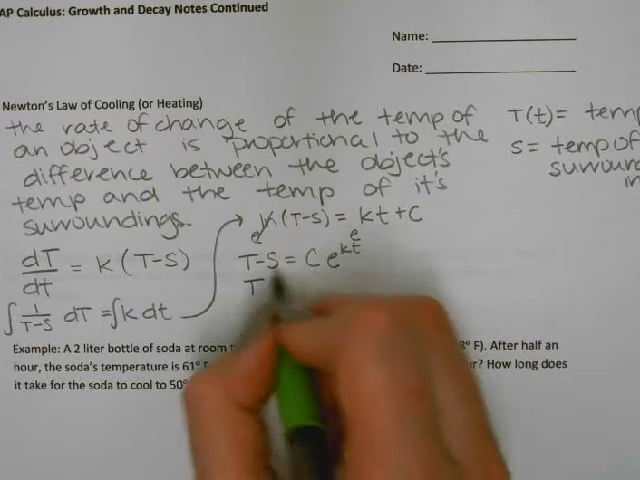 AP Calculus: Growth and Decay Notes Continued
Name:
Date:
Newton's Law of Cooling (or Heating)
the rate of change of the temp of
an object is proportional to the
difference between the object's
temp and the temp of it's
surroundings.
T(t) = temp
S = temp of
dT/dt = K(T-S)
∫ 1/(T-S) dT = ∫k dt
(T-S) = kt + C
e e
T-S = Ce^kt
T
Example: A 2 liter bottle of soda at room
° F). After half an
hour, the soda's temperature is 61°
? How long does
it take for the soda to cool to 50°